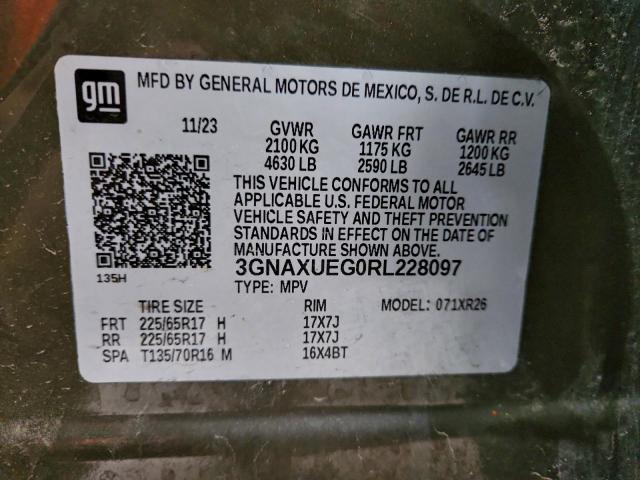 gm MFD BY GENERAL MOTORS DE MEXICO, S. DE R.L. DE C.V.
11/23 GVWR GAWR FRT GAWR RR
2100 KG 1175 KG 1200 KG
4630 LB 2590 LB 2645 LB
THIS VEHICLE CONFORMS TO ALL
APPLICABLE U.S. FEDERAL MOTOR
VEHICLE SAFETY AND THEFT PREVENTION
STANDARDS IN EFFECT ON THE DATE
OF MANUFACTURE SHOWN ABOVE.
135H 3GNAXUEG0RL228097
TYPE: MPV
TIRE SIZE RIM MODEL: 071XR26
FRT 225/65R17 H 17X7J
RR 225/65R17 H 17X7J
SPA T135/70R16 M 16X4BT